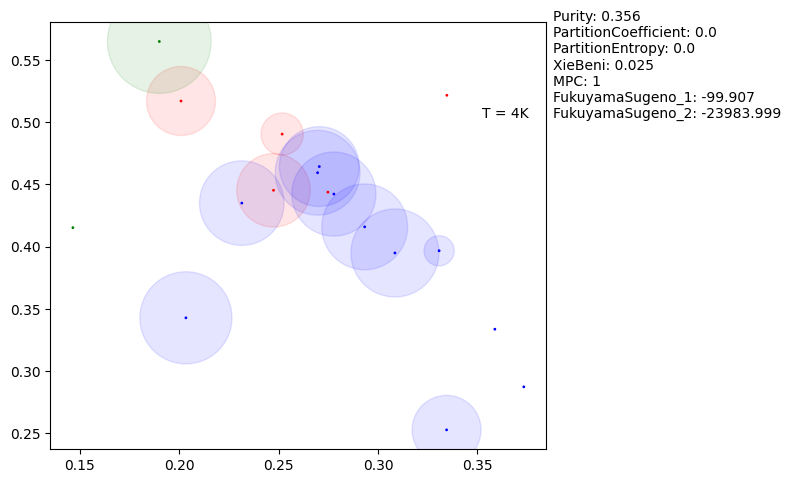 Purity: 0.356
PartitionCoefficient: 0.0
PartitionEntropy: 0.0
XieBeni: 0.025
MPC: 1
FukuyamaSugeno_1: -99.907
FukuyamaSugeno_2: -23983.999
T = 4K
0.55
0.50
0.45
0.40
0.35
0.30
0.25
0.15 0.20 0.25 0.30 0.35